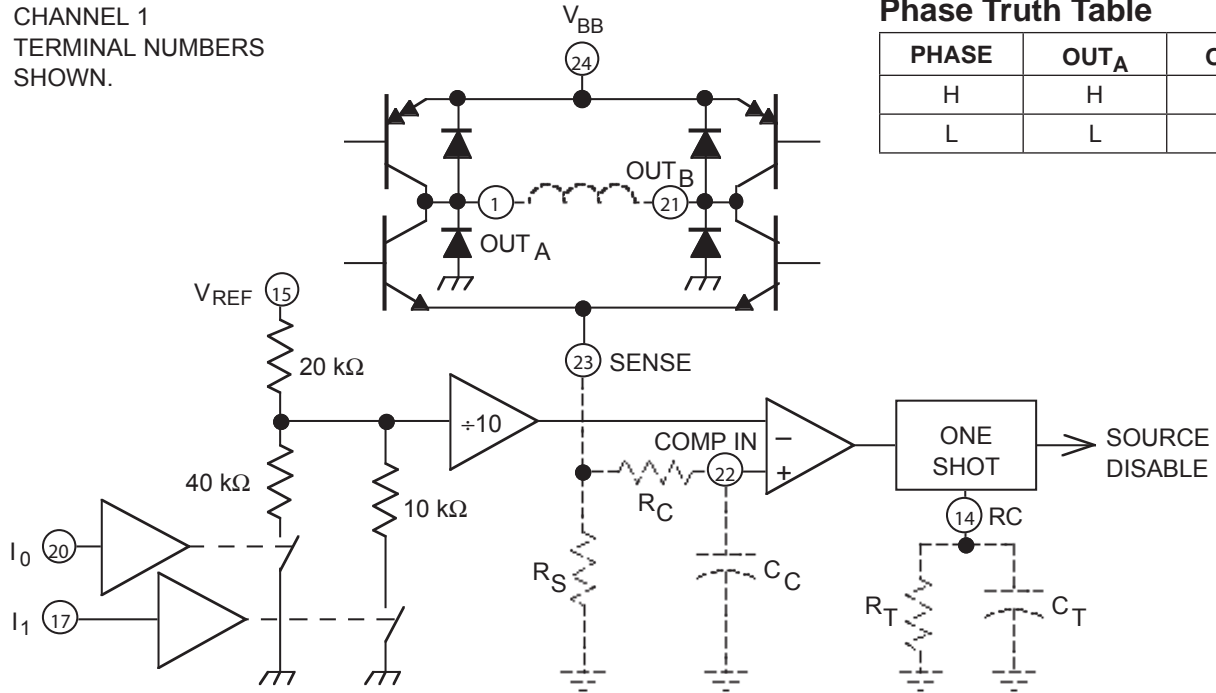 CHANNEL 1
TERMINAL NUMBERS
SHOWN.
Phase Truth Table
PHASE OUT_A
H H
L L
V_BB
24
OUT_B
1
21
OUT_A
V_REF 15
20 kΩ
23 SENSE
÷10
COMP IN
22
−
+
ONE
SHOT
SOURCE
DISABLE
40 kΩ
10 kΩ
R_C
14 RC
I_0 20
R_S
C_C
R_T
C_T
I_1 17